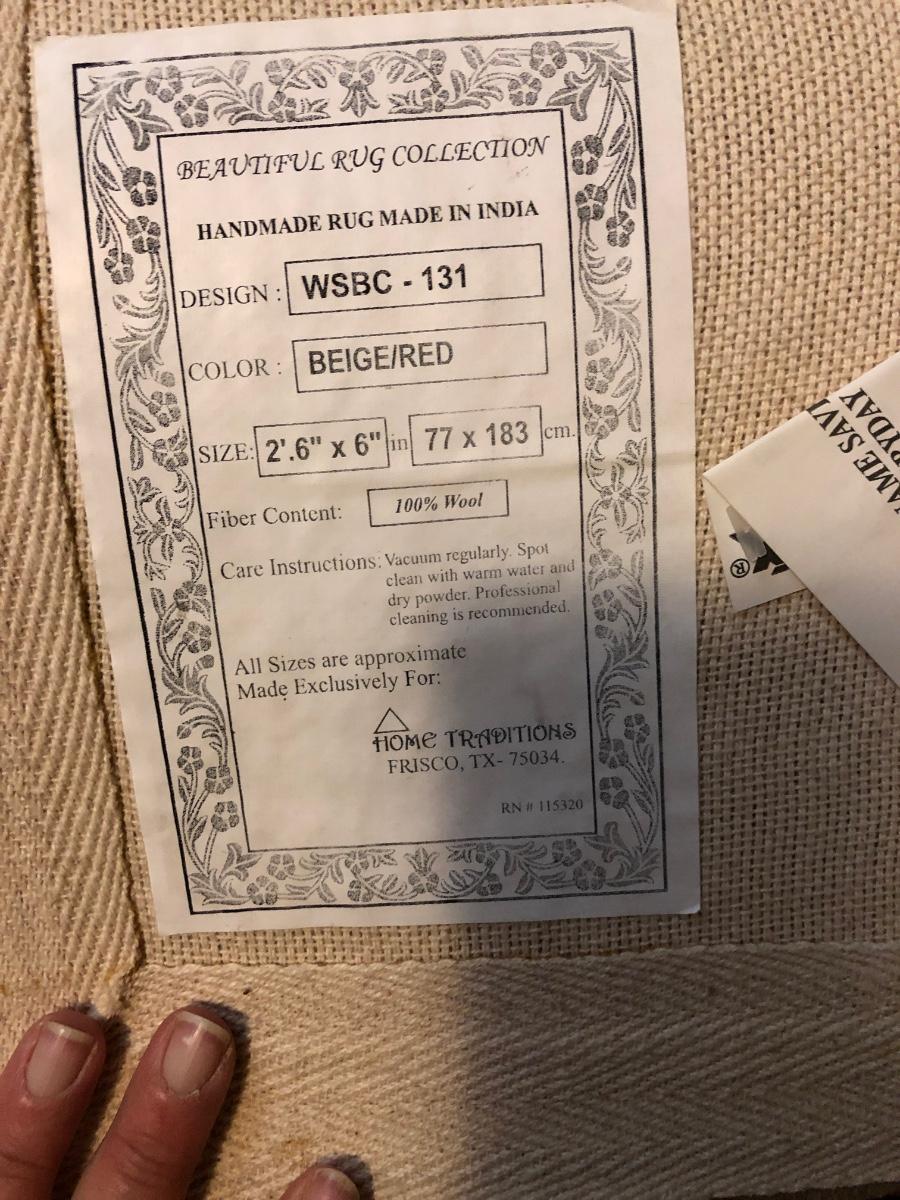 BEAUTIFUL RUG COLLECTION
HANDMADE RUG MADE IN INDIA
DESIGN : WSBC - 131
COLOR : BEIGE/RED
SIZE: 2'.6" x 6" in 77 x 183 cm.
Fiber Content: 100% Wool
Care Instructions: Vacuum regularly. Spot
clean with warm water and
dry powder. Professional
cleaning is recommended.
All Sizes are approximate
Made Exclusively For:
HOME TRADITIONS
FRISCO, TX- 75034.
RN # 115320
®